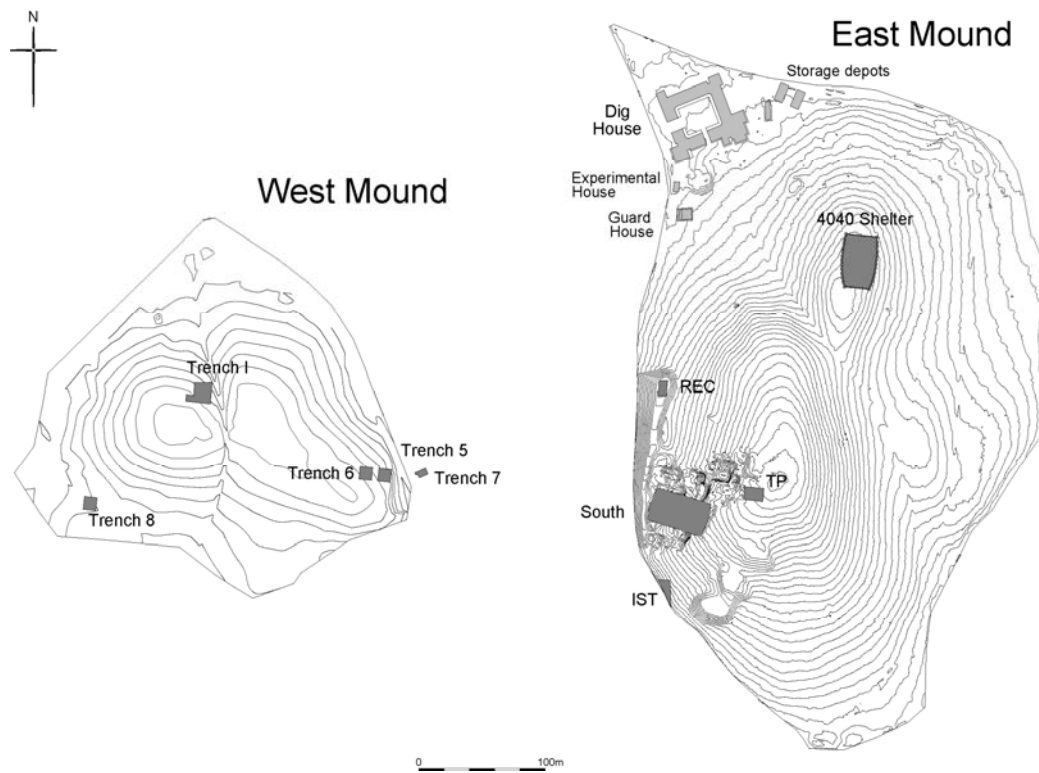 N
East Mound
Storage depots
Dig
House
Experimental
House
Guard
House
4040 Shelter
West Mound
Trench I
REC
Trench 5
Trench 6
Trench 7
TP
Trench 8
South
IST
0
100m